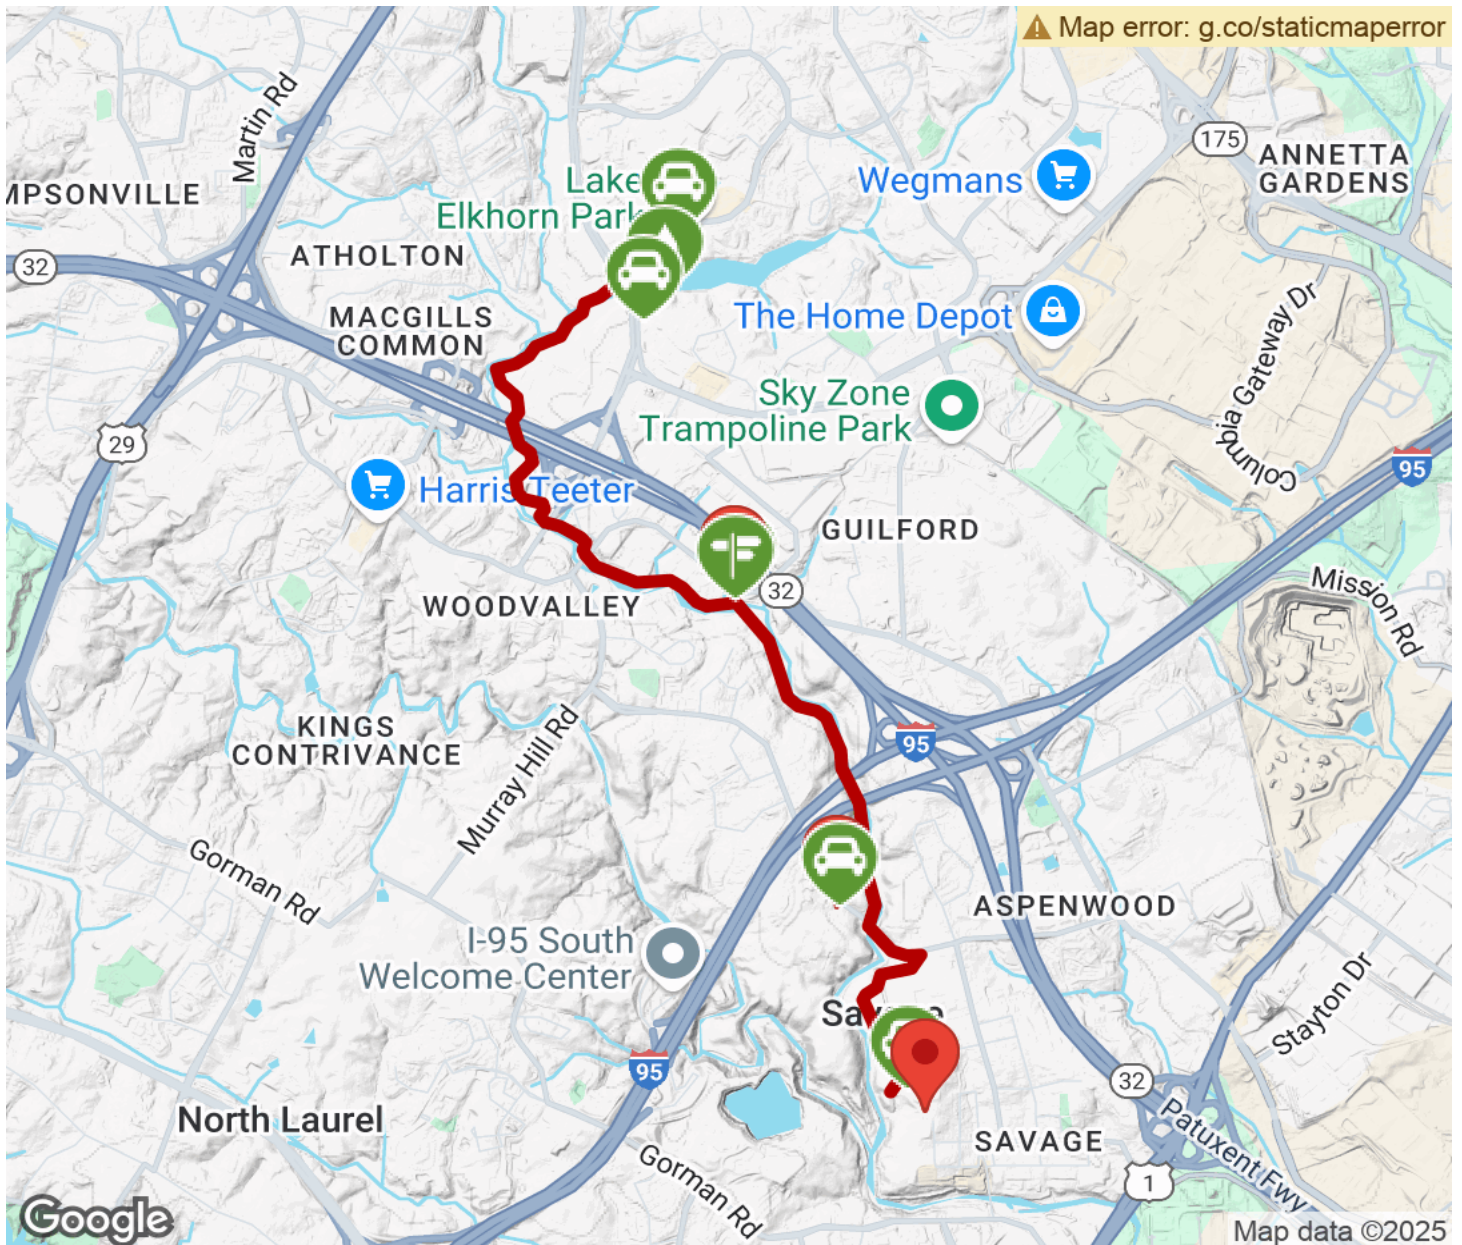 Map error: g.co/staticmaperror
Martin Rd
175
ANNETTA
GARDENS
Lake
Elkhorn Park
Wegmans
MPSONVILLE
32
ATHOLTON
MACGILLS
COMMON
The Home Depot
Columbia Gateway Dr
Sky Zone
Trampoline Park
29
95
Harris Teeter
GUILFORD
32
Mission Rd
WOODVALLEY
KINGS
CONTRIVANCE
Murray Hill Rd
95
Gorman Rd
ASPENWOOD
I-95 South
Welcome Center
Stayton Dr
95
32
North Laurel
SAVAGE
Patuxent Fwy
1
Gorman Rd
Google
Map data ©2025